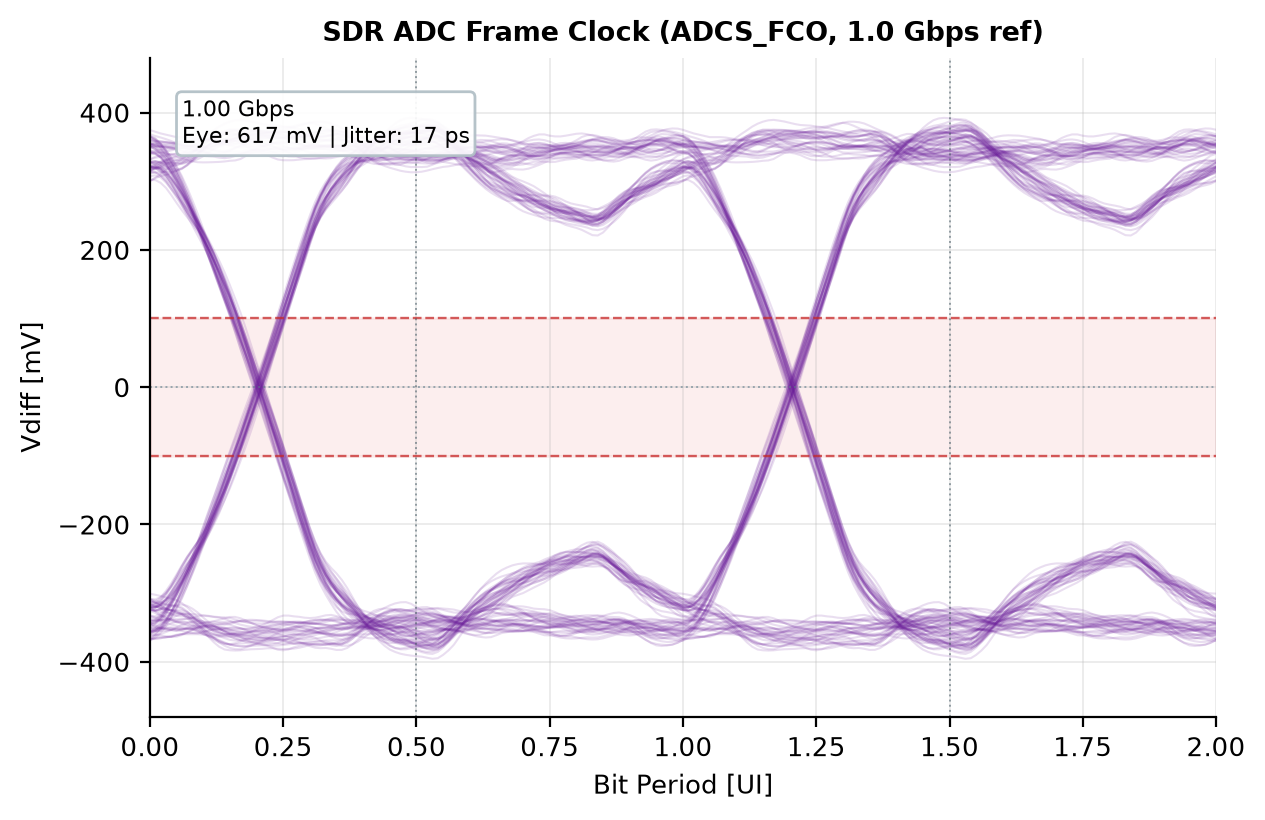 SDR ADC Frame Clock (ADCS_FCO, 1.0 Gbps ref)
1.00 Gbps
Eye: 617 mV | Jitter: 17 ps
Vdiff [mV]
400
200
0
−200
−400
0.00 0.25 0.50 0.75 1.00 1.25 1.50 1.75 2.00
Bit Period [UI]